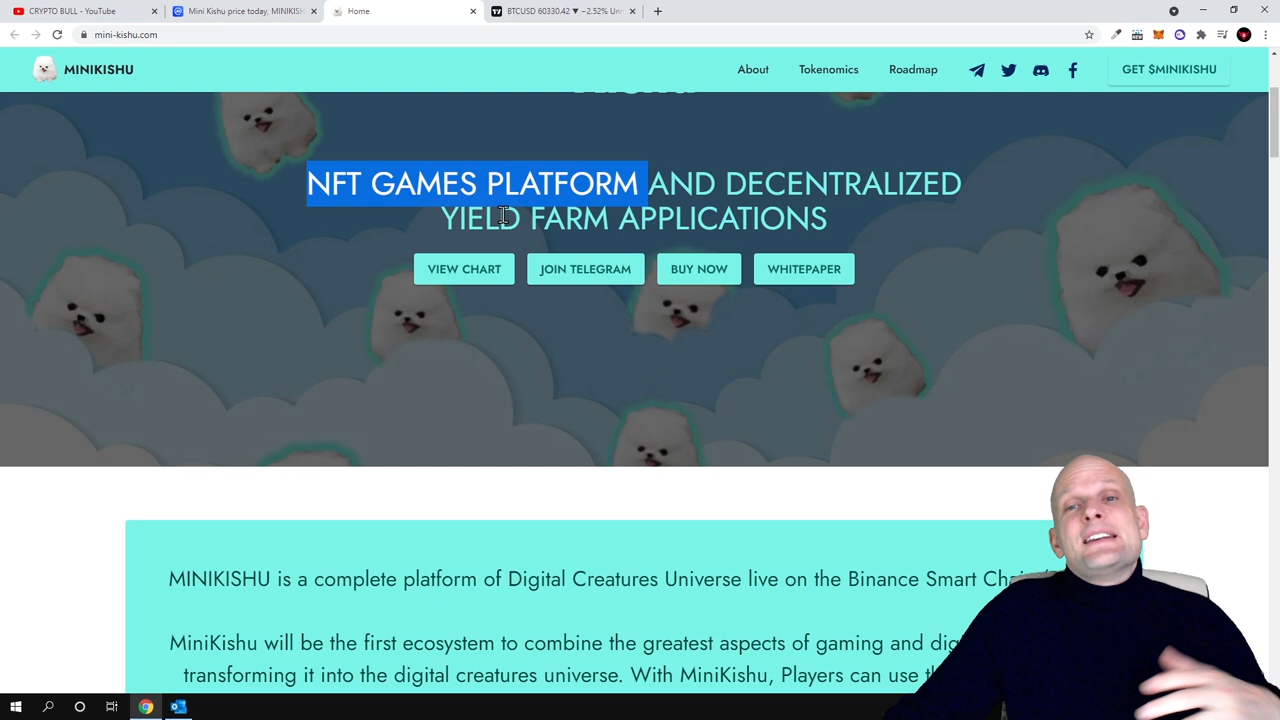 CRYPTO BULL - YouTube
Mini Kishu price today, MINIKISH
Home
BTCUSD 60330.42 ▼ −2.52%
mini-kishu.com
MINIKISHU
About
Tokenomics
Roadmap
GET $MINIKISHU
NFT GAMES PLATFORM AND DECENTRALIZED
YIELD FARM APPLICATIONS
VIEW CHART
JOIN TELEGRAM
BUY NOW
WHITEPAPER
MINIKISHU is a complete platform of Digital Creatures Universe live on the Binance Smart
MiniKishu will be the first ecosystem to combine the greatest aspects of gaming and
transforming it into the digital creatures universe. With MiniKishu, Players can use